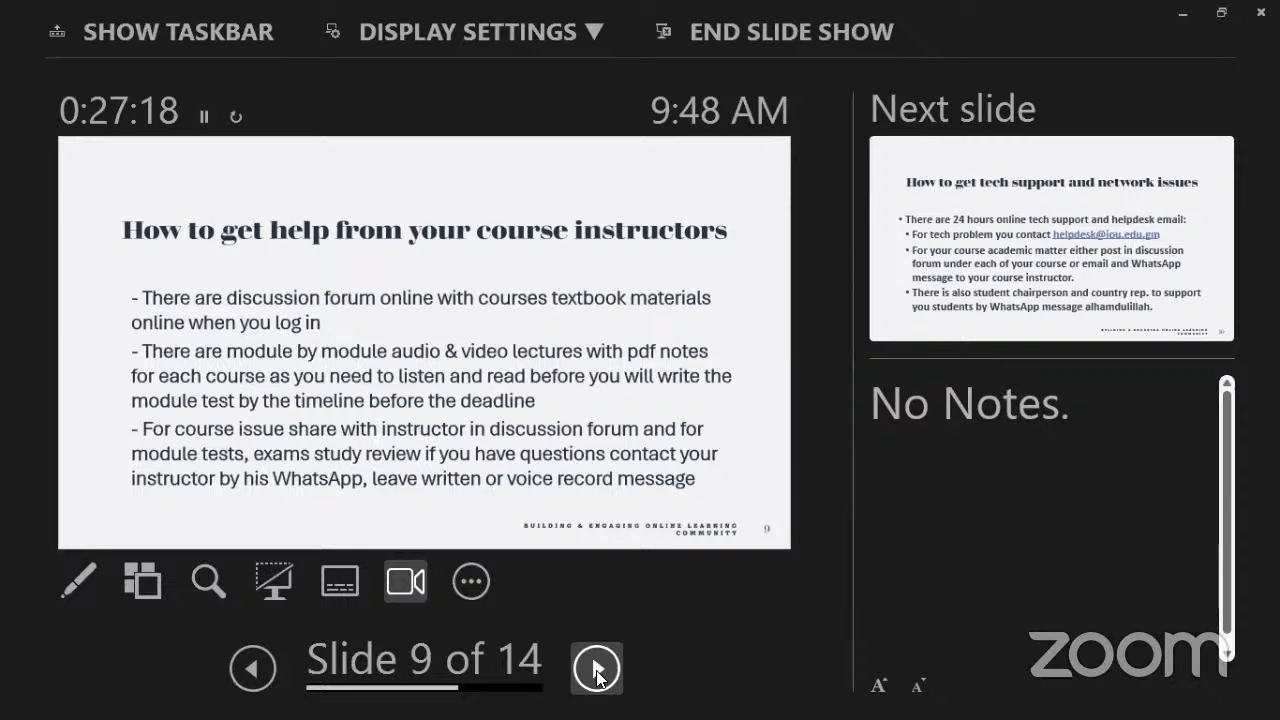 SHOW TASKBAR
DISPLAY SETTINGS ▼
END SLIDE SHOW
0:27:18
9:48 AM
How to get help from your course instructors
- There are discussion forum online with courses textbook materials
online when you log in
- There are module by module audio & video lectures with pdf notes
for each course as you need to listen and read before you will write the
module test by the timeline before the deadline
- For course issue share with instructor in discussion forum and for
module tests, exams study review if you have questions contact your
instructor by his WhatsApp, leave written or voice record message
BUILDING & ENGAGING ONLINE LEARNING
COMMUNITY
9
Slide 9 of 14
Next slide
How to get tech support and network issues
• There are 24 hours online tech support and helpdesk email:
• For tech problem you contact helpdesk@iou.edu.gm
• For your course academic matter either post in discussion
forum under each of your course or email and WhatsApp
message to your course instructor.
• There is also student chairperson and country rep. to support
you students by WhatsApp message alhamdulillah.
BUILDING & ENGAGING ONLINE LEARNING
COMMUNITY
No Notes.
A A
zoom